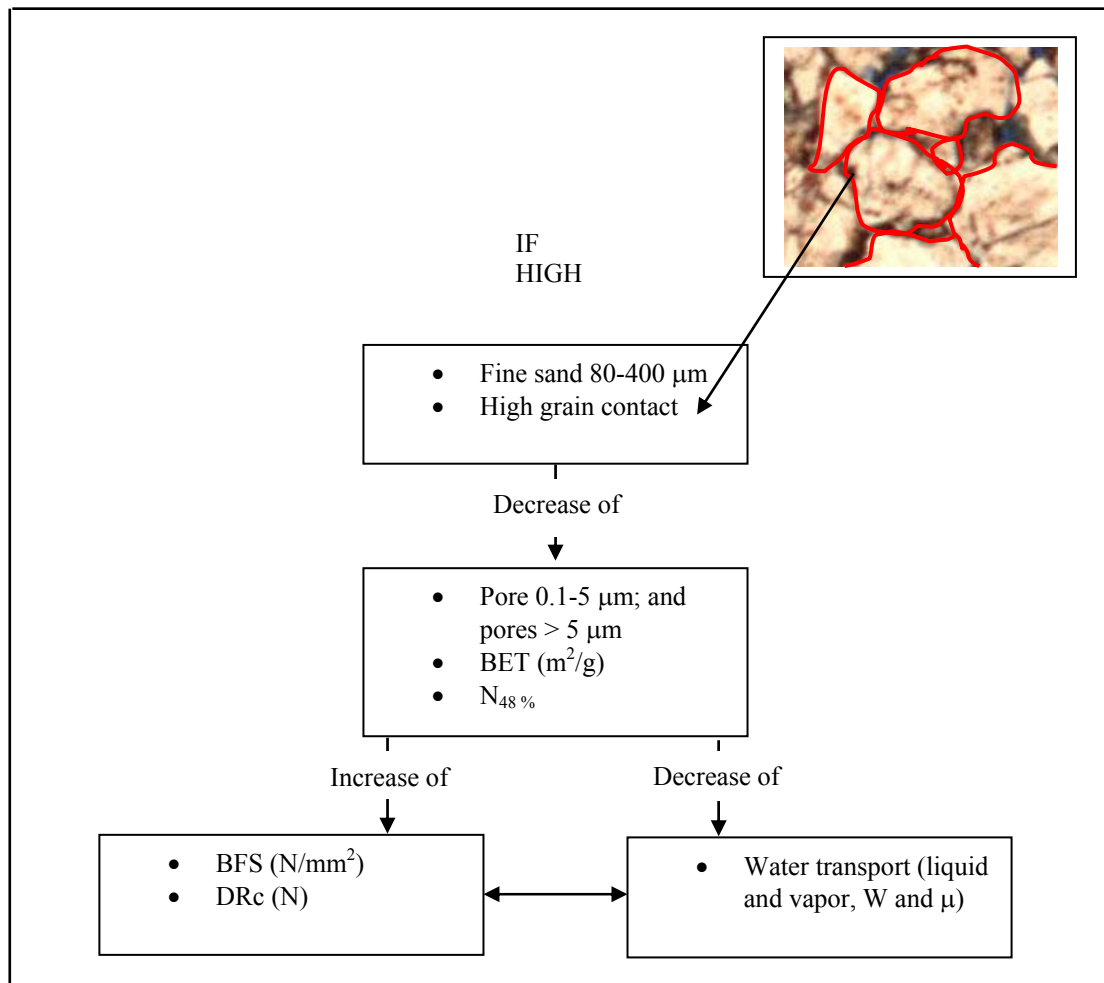 IF
HIGH
• Fine sand 80-400 μm
• High grain contact
Decrease of
• Pore 0.1-5 μm; and
pores > 5 μm
• BET (m²/g)
• N₄₈ %
Increase of
Decrease of
• BFS (N/mm²)
• DRc (N)
• Water transport (liquid
and vapor, W and μ)